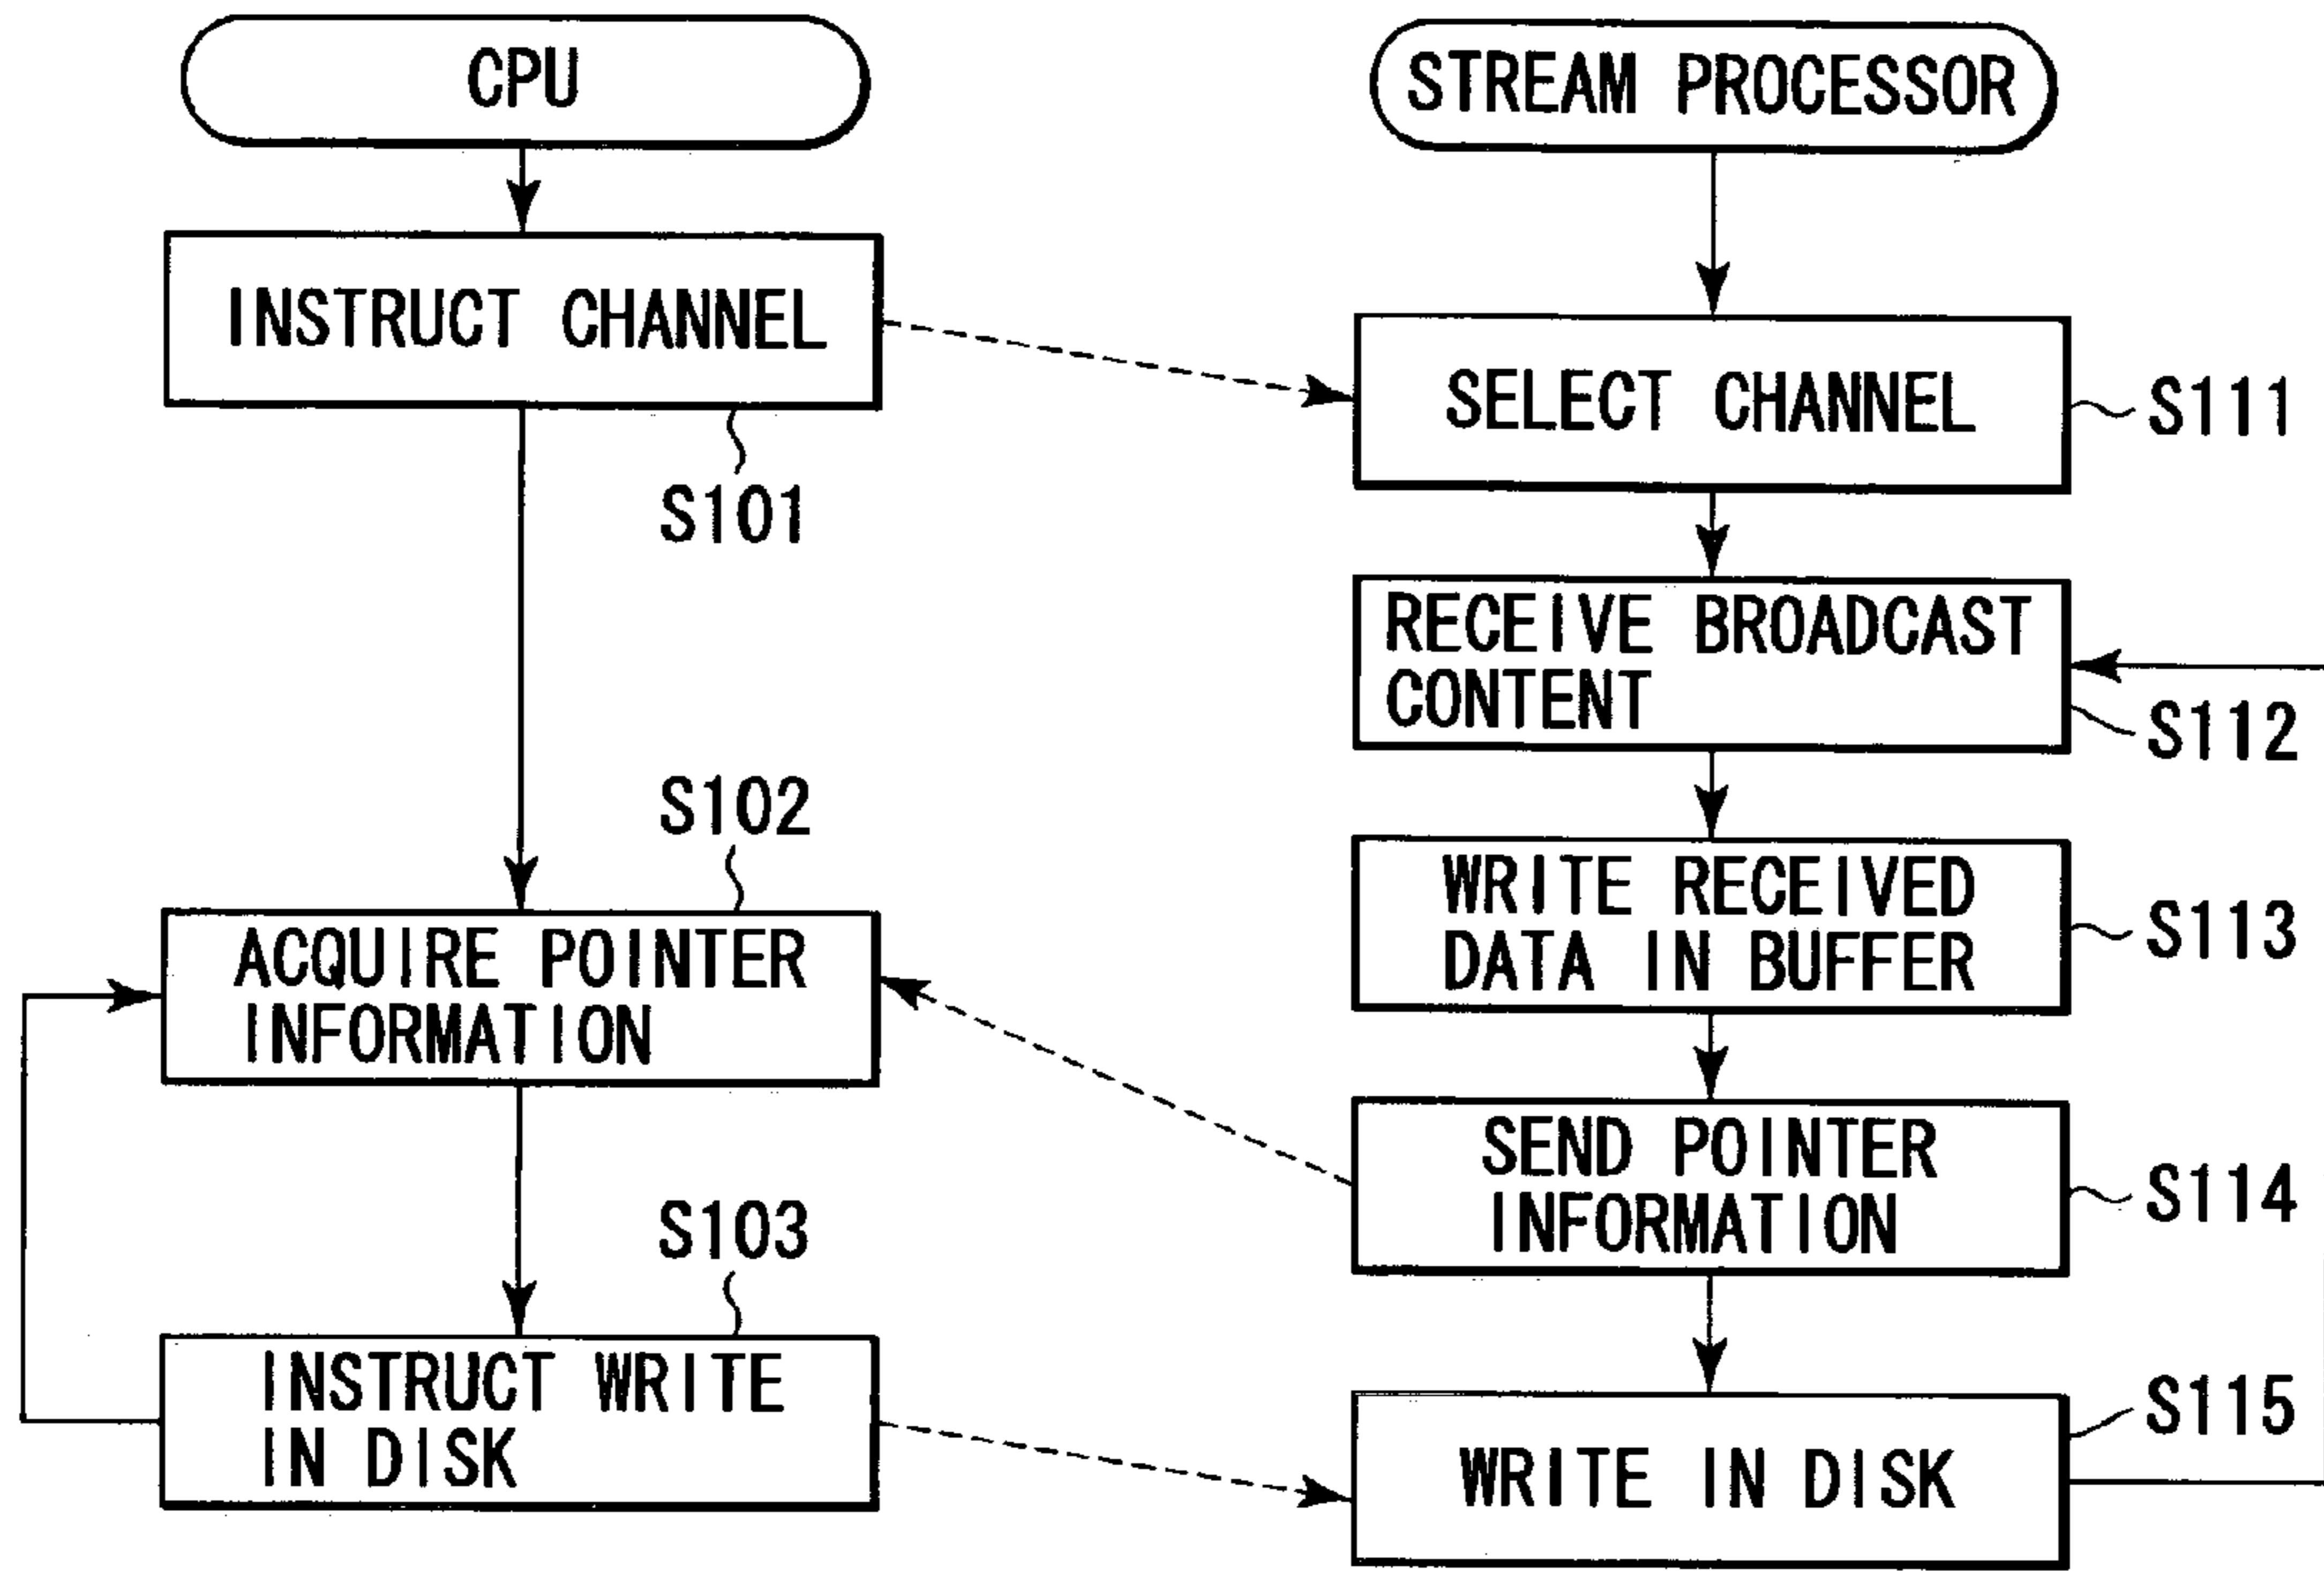 CPU
INSTRUCT CHANNEL
S101
S102
ACQUIRE POINTER
INFORMATION
S103
INSTRUCT WRITE
IN DISK
STREAM PROCESSOR
SELECT CHANNEL
S111
RECEIVE BROADCAST
CONTENT
S112
WRITE RECEIVED
DATA IN BUFFER
S113
SEND POINTER
INFORMATION
S114
S115
WRITE IN DISK